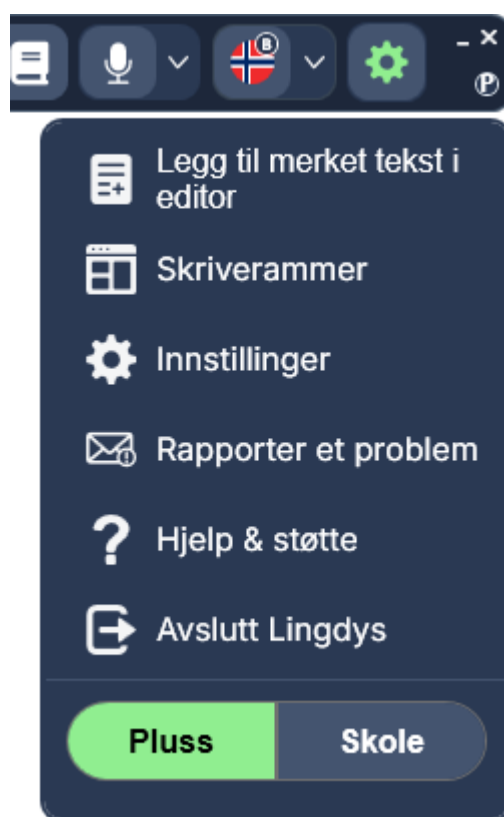 B
P
Legg til merket tekst i
editor
Skriverammer
Innstillinger
Rapporter et problem
Hjelp & støtte
Avslutt Lingdys
Pluss
Skole